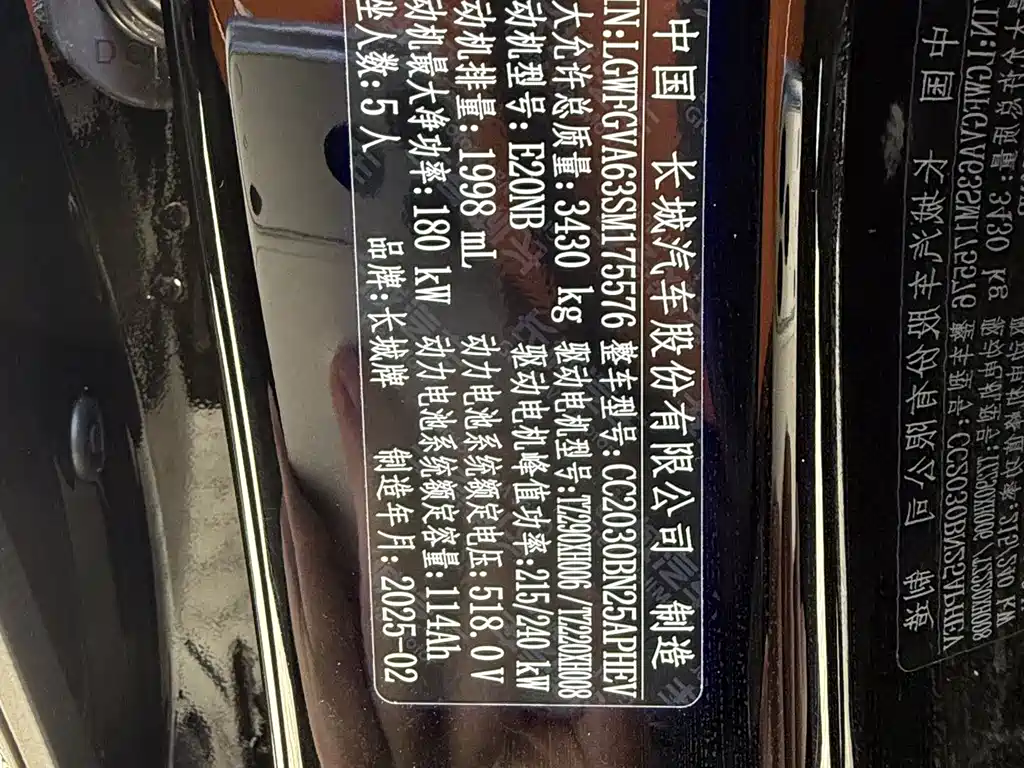 中国 长城汽车股份有限公司 制造
IN:LGWFGVA63SM175576 整车型号:CC2030BN25APHEV
大允许总质量:3430 kg 驱动电机型号:TZ290XH006/TZ220XH008
动机型号:E20NB 驱动电机峰值功率:215/240 kW
动机排量:1998 mL 动力电池系统额定电压:518.0V
动机最大净功率:180 kW 动力电池系统额定容量:114Ah
坐人数:5人 品牌:长城牌 制造年月:2025-02